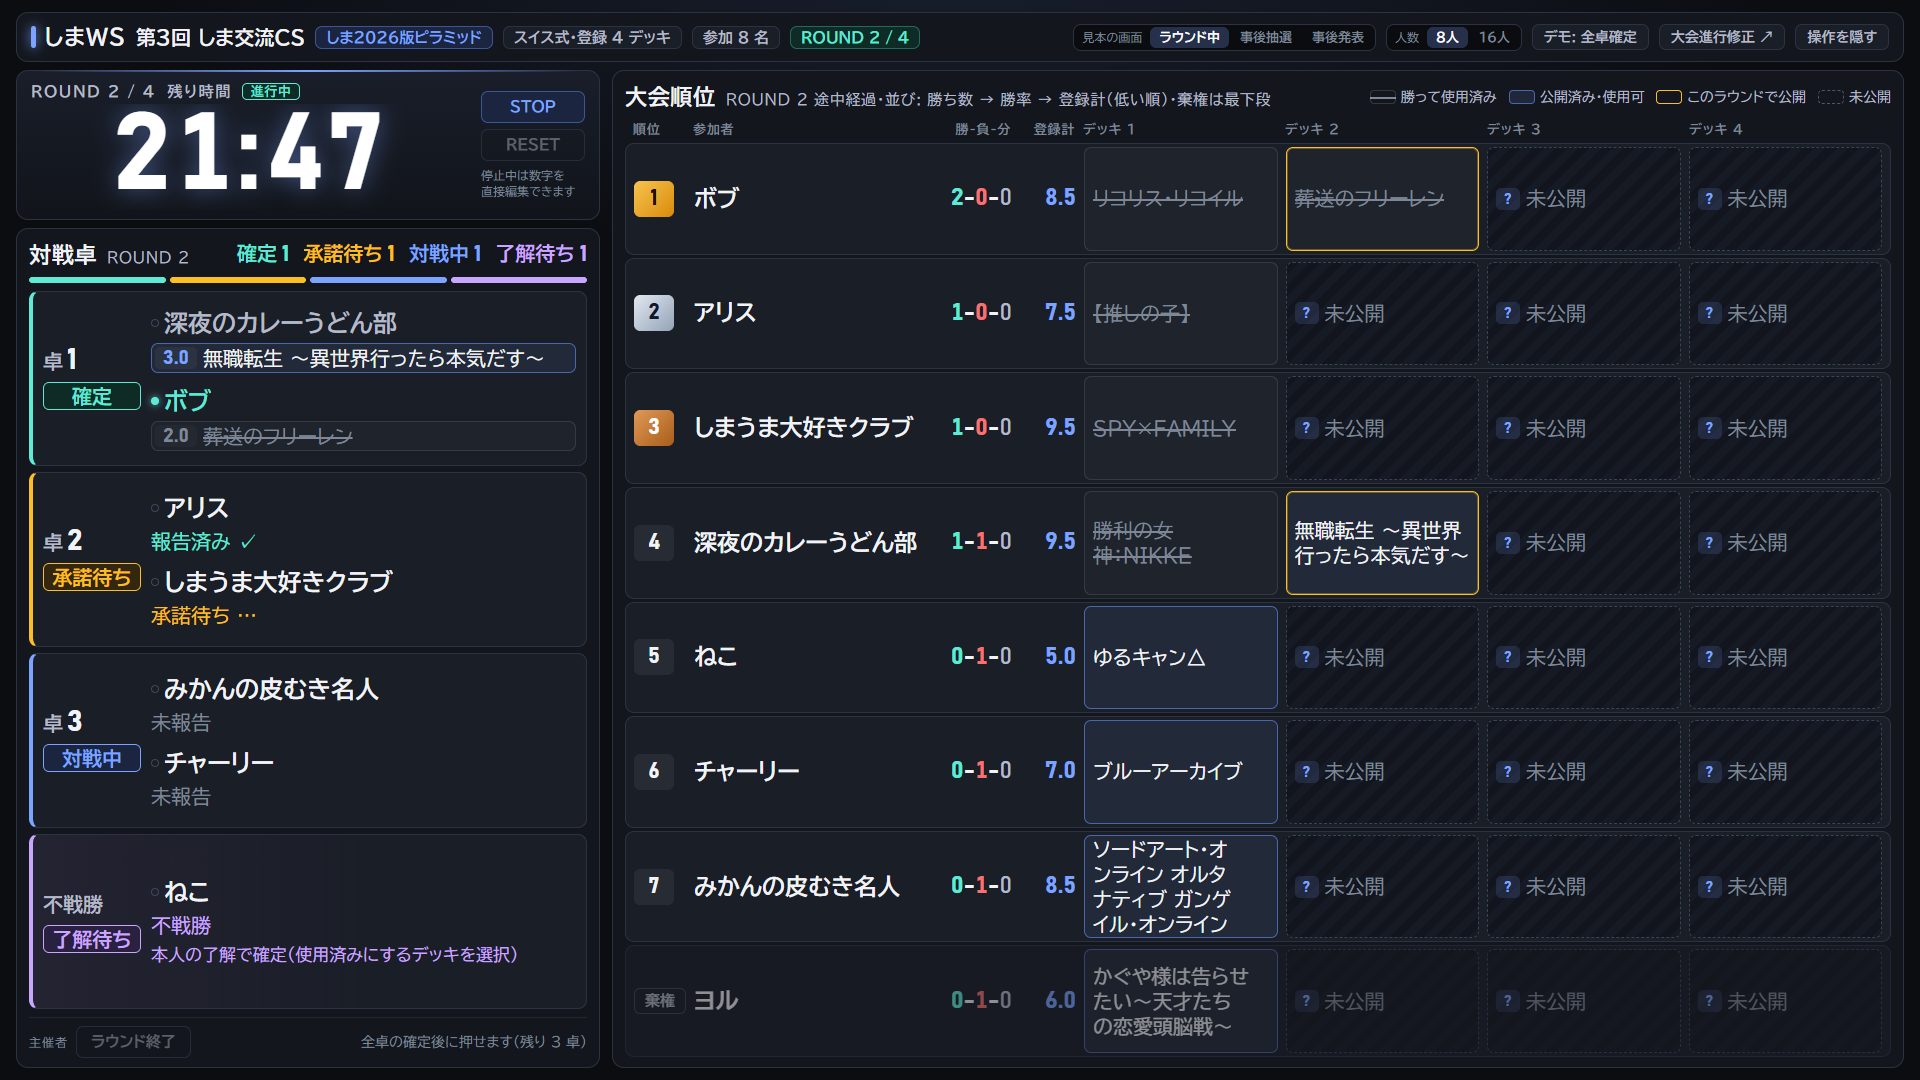 しまWS 第3回 しま交流CS しま2026版ピラミッド スイス式・登録 4 デッキ 参加 8 名 ROUND 2 / 4
見本の画面 ラウンド中 事後抽選 事後発表 人数 8人 16人 デモ: 全卓確定 大会進行修正 ↗ 操作を隠す
ROUND 2 / 4 残り時間 進行中
21:47
STOP
RESET
停止中は数字を
直接編集できます
対戦卓 ROUND 2 確定 1 承諾待ち 1 対戦中 1 了解待ち 1
卓 1
確定
深夜のカレーうどん部
3.0 無職転生 ～異世界行ったら本気だす～
ボブ
2.0 葬送のフリーレン
卓 2
承諾待ち
アリス
報告済み ✓
しまうま大好きクラブ
承諾待ち …
卓 3
対戦中
みかんの皮むき名人
未報告
チャーリー
未報告
不戦勝
了解待ち
ねこ
不戦勝
本人の了解で確定(使用済みにするデッキを選択)
主催者 ラウンド終了 全卓の確定後に押せます(残り 3 卓)
大会順位 ROUND 2 途中経過・並び: 勝ち数 → 勝率 → 登録計(低い順)・棄権は最下段
勝って使用済み 公開済み・使用可 このラウンドで公開 未公開
順位 参加者 勝-負-分 登録計 デッキ 1 デッキ 2 デッキ 3 デッキ 4
1 ボブ 2-0-0 8.5 リコリス・リコイル 葬送のフリーレン ? 未公開 ? 未公開
2 アリス 1-0-0 7.5 【推しの子】 ? 未公開 ? 未公開 ? 未公開
3 しまうま大好きクラブ 1-0-0 9.5 SPY×FAMILY ? 未公開 ? 未公開 ? 未公開
4 深夜のカレーうどん部 1-1-0 9.5
勝利の女
神:NIKKE
無職転生 ～異世界
行ったら本気だす～
? 未公開 ? 未公開
5 ねこ 0-1-0 5.0 ゆるキャン△ ? 未公開 ? 未公開 ? 未公開
6 チャーリー 0-1-0 7.0 ブルーアーカイブ ? 未公開 ? 未公開 ? 未公開
7 みかんの皮むき名人 0-1-0 8.5
ソードアート・オ
ンライン オルタ
ナティブ ガンゲ
イル・オンライン
? 未公開 ? 未公開 ? 未公開
棄権 ヨル 0-1-0 6.0
かぐや様は告らせ
たい～天才たち
の恋愛頭脳戦～
? 未公開 ? 未公開 ? 未公開